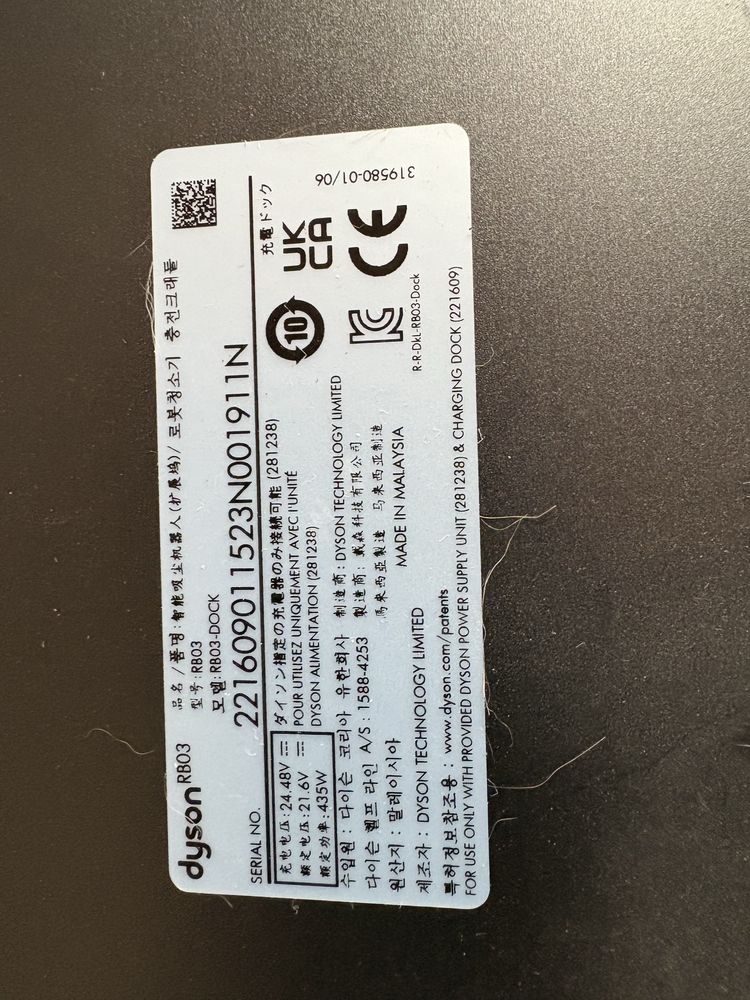 dyson RB03
品名 /품명:智能吸尘机器人(扩展坞)/ 로봇청소기 충전크래들
型号:RB03
모델:RB03-DOCK
SERIAL NO. 221609011523N001911N
充电电压:24.48V ⎓
额定电压:21.6V ⎓
额定功率:435W
ダイソン指定の充電器のみ接続可能 (281238)
POUR UTILISEZ UNIQUEMENT AVEC l'UNITÉ
DYSON ALIMENTATION (281238)
充電ドック
10
UK
CA
CE
319580-01/06
R-R-DkL-RB03-Dock
수입원 : 다이슨 코리아 유한회사
다이슨 헬프 라인 A/S : 1588-4253
원산지 : 말레이시아
制造商 : DYSON TECHNOLOGY LIMITED
製造商 : 戴森科技有限公司
馬來西亞製造 马来西亚制造
MADE IN MALAYSIA
제조자 : DYSON TECHNOLOGY LIMITED
특허정보참조용 : www.dyson.com/patents
FOR USE ONLY WITH PROVIDED DYSON POWER SUPPLY UNIT (281238) & CHARGING DOCK (221609)